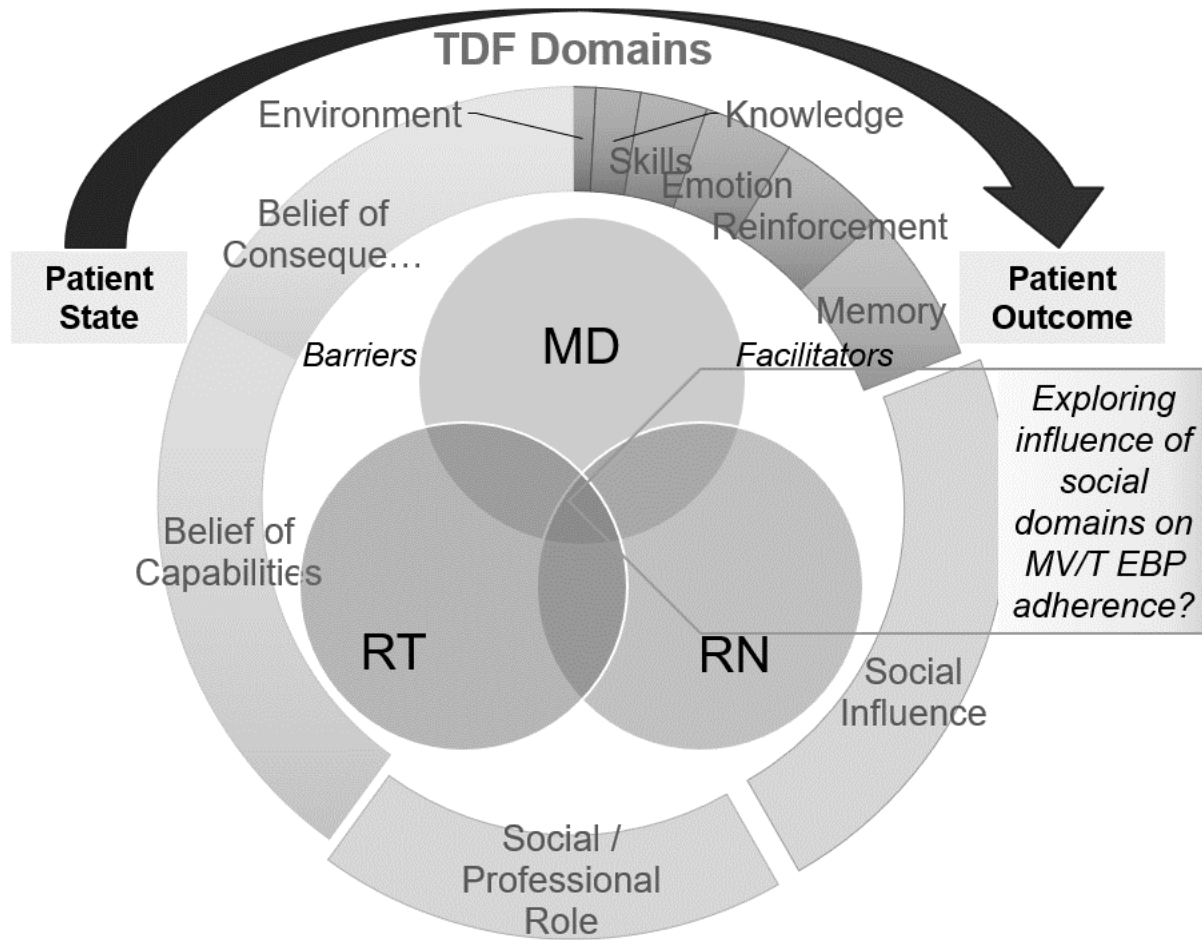 TDF Domains
Environment
Knowledge
Skills
Emotion
Reinforcement
Memory
Belief of
Conseque…
Patient
State
Patient
Outcome
Barriers
MD
Facilitators
Exploring
influence of
social
domains on
MV/T EBP
adherence?
Belief of
Capabilities
RT
RN
Social
Influence
Social /
Professional
Role